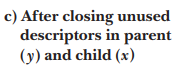 c) After closing unused
descriptors in parent
(y) and child (x)